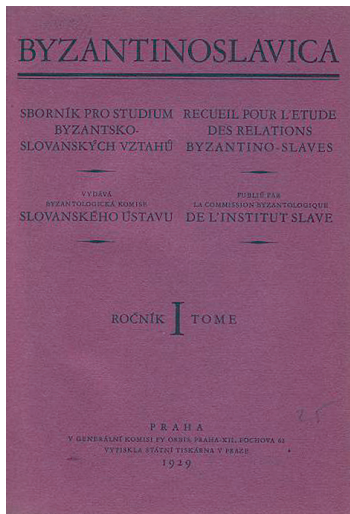 BYZANTINOSLAVICA
SBORNÍK PRO STUDIUM
BYZANTSKO-
SLOVANSKÝCH VZTAHŮ
RECUEIL POUR L'ETUDE
DES RELATIONS
BYZANTINO-SLAVES
VYDÁVÁ
BYZANTOLOGICKÁ KOMISE
SLOVANSKÉHO ÚSTAVU
PUBLIÉ PAR
LA COMMISSION BYZANTOLOGIQUE
DE L'INSTITUT SLAVE
ROČNÍK I TOME
PRAHA
V GENERÁLNÍ KOMISI FY. ORBIS, PRAHA-XII. FOCHOVA 62
VYTISKLA STÁTNÍ TISKÁRNA V PRAZE
1929